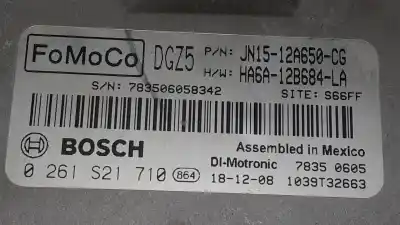 FoMoCo DGZ5 P/N: JN15-12A650-CG
H/W: HA6A-12B684-LA
S/N: 783506058342 SITE: S66FF
BOSCH Assembled in Mexico
DI-Motronic 7835 0605
0 261 S21 710 864 18-12-08 1039T32663